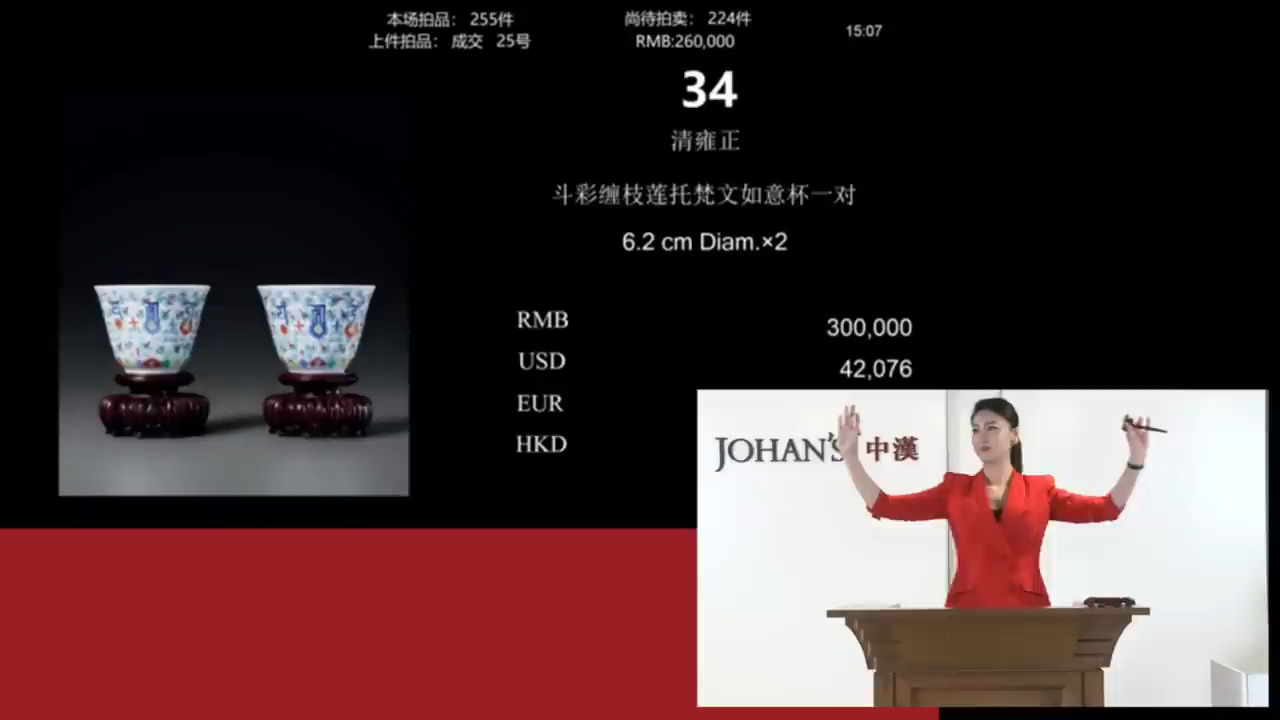 本场拍品： 255件
上件拍品： 成交 25号
尚待拍卖： 224件
RMB:260,000
15:07
34
清雍正
斗彩缠枝莲托梵文如意杯一对
6.2 cm Diam.×2
RMB 300,000
USD 42,076
EUR
HKD
JOHAN'S 中漢